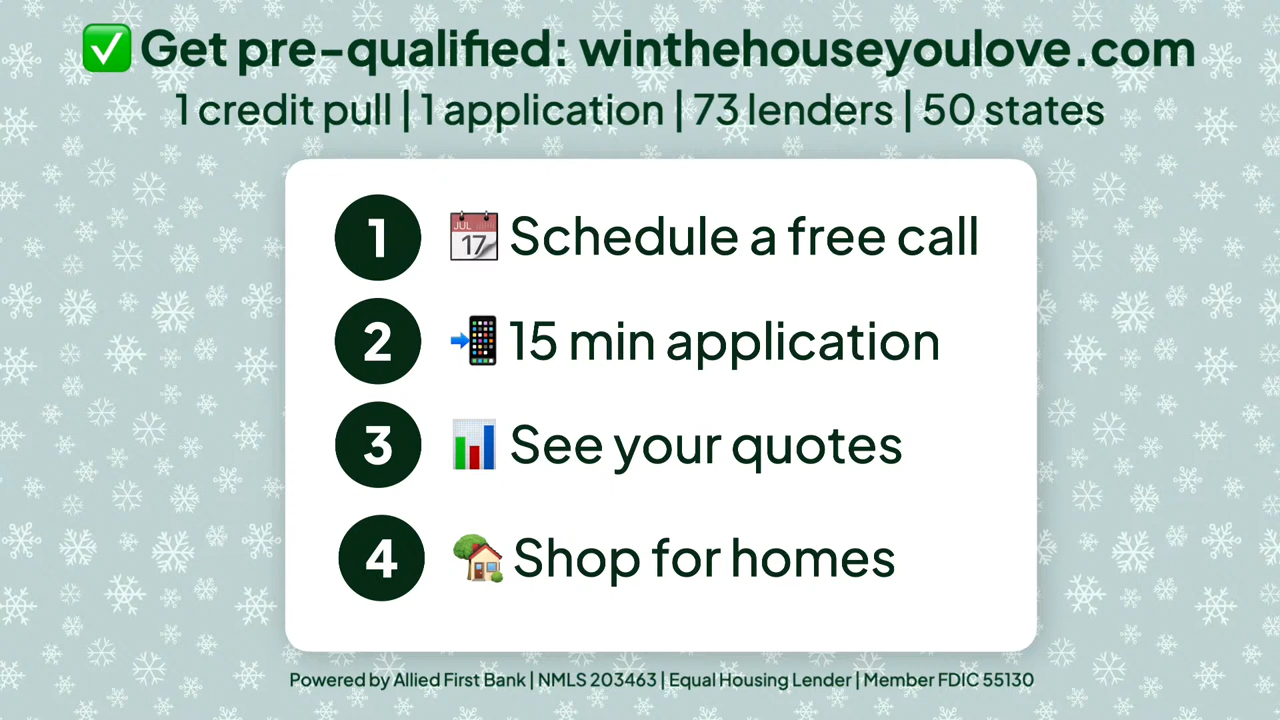 ✅ Get pre-qualified: winthehouseyoulove.com
1 credit pull | 1 application | 73 lenders | 50 states
1 📅 Schedule a free call
2 📲 15 min application
3 📊 See your quotes
4 🏡 Shop for homes
Powered by Allied First Bank | NMLS 203463 | Equal Housing Lender | Member FDIC 55130